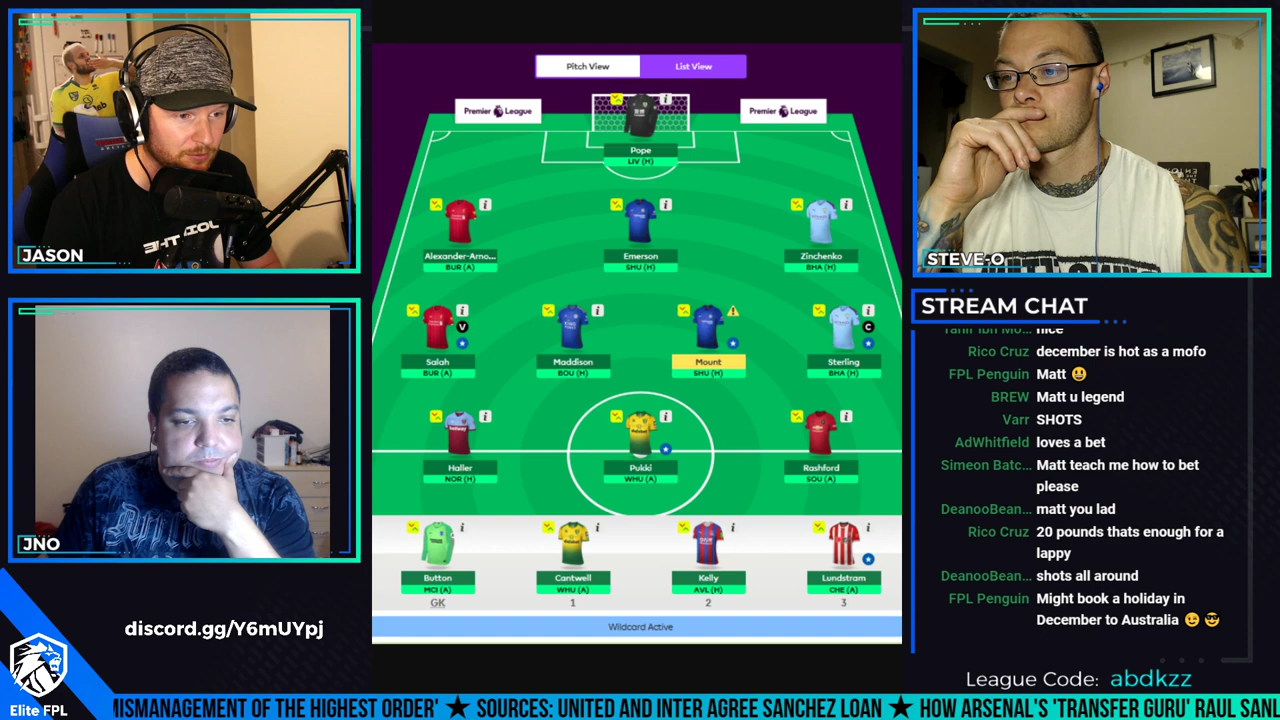 JASON
JNO
discord.gg/Y6mUYpj
Elite FPL
Pitch View
List View
Premier League
Premier League
Pope
LIV (H)
Alexander-Arno...
BUR (A)
Emerson
SHU (H)
Zinchenko
BHA (H)
Salah
BUR (A)
V
Maddison
BOU (H)
Mount
SHU (H)
Sterling
BHA (H)
C
Haller
NOR (H)
Pukki
WHU (A)
Rashford
SOU (A)
Button
MCI (A)
GK
Cantwell
WHU (A)
1
Kelly
AVL (H)
2
Lundstram
CHE (A)
3
Wildcard Active
STEVE-O
STREAM CHAT
nice
Rico Cruz december is hot as a mofo
FPL Penguin Matt 😃
BREW Matt u legend
Varr SHOTS
AdWhitfield loves a bet
Simeon Batc... Matt teach me how to bet
please
DeanooBean... matt you lad
Rico Cruz 20 pounds thats enough for a
lappy
DeanooBean... shots all around
FPL Penguin Might book a holiday in
December to Australia 😉 😎
League Code: abdkzz
MISMANAGEMENT OF THE HIGHEST ORDER' ★ SOURCES: UNITED AND INTER AGREE SANCHEZ LOAN ★ HOW ARSENAL'S 'TRANSFER GURU' RAUL SANL